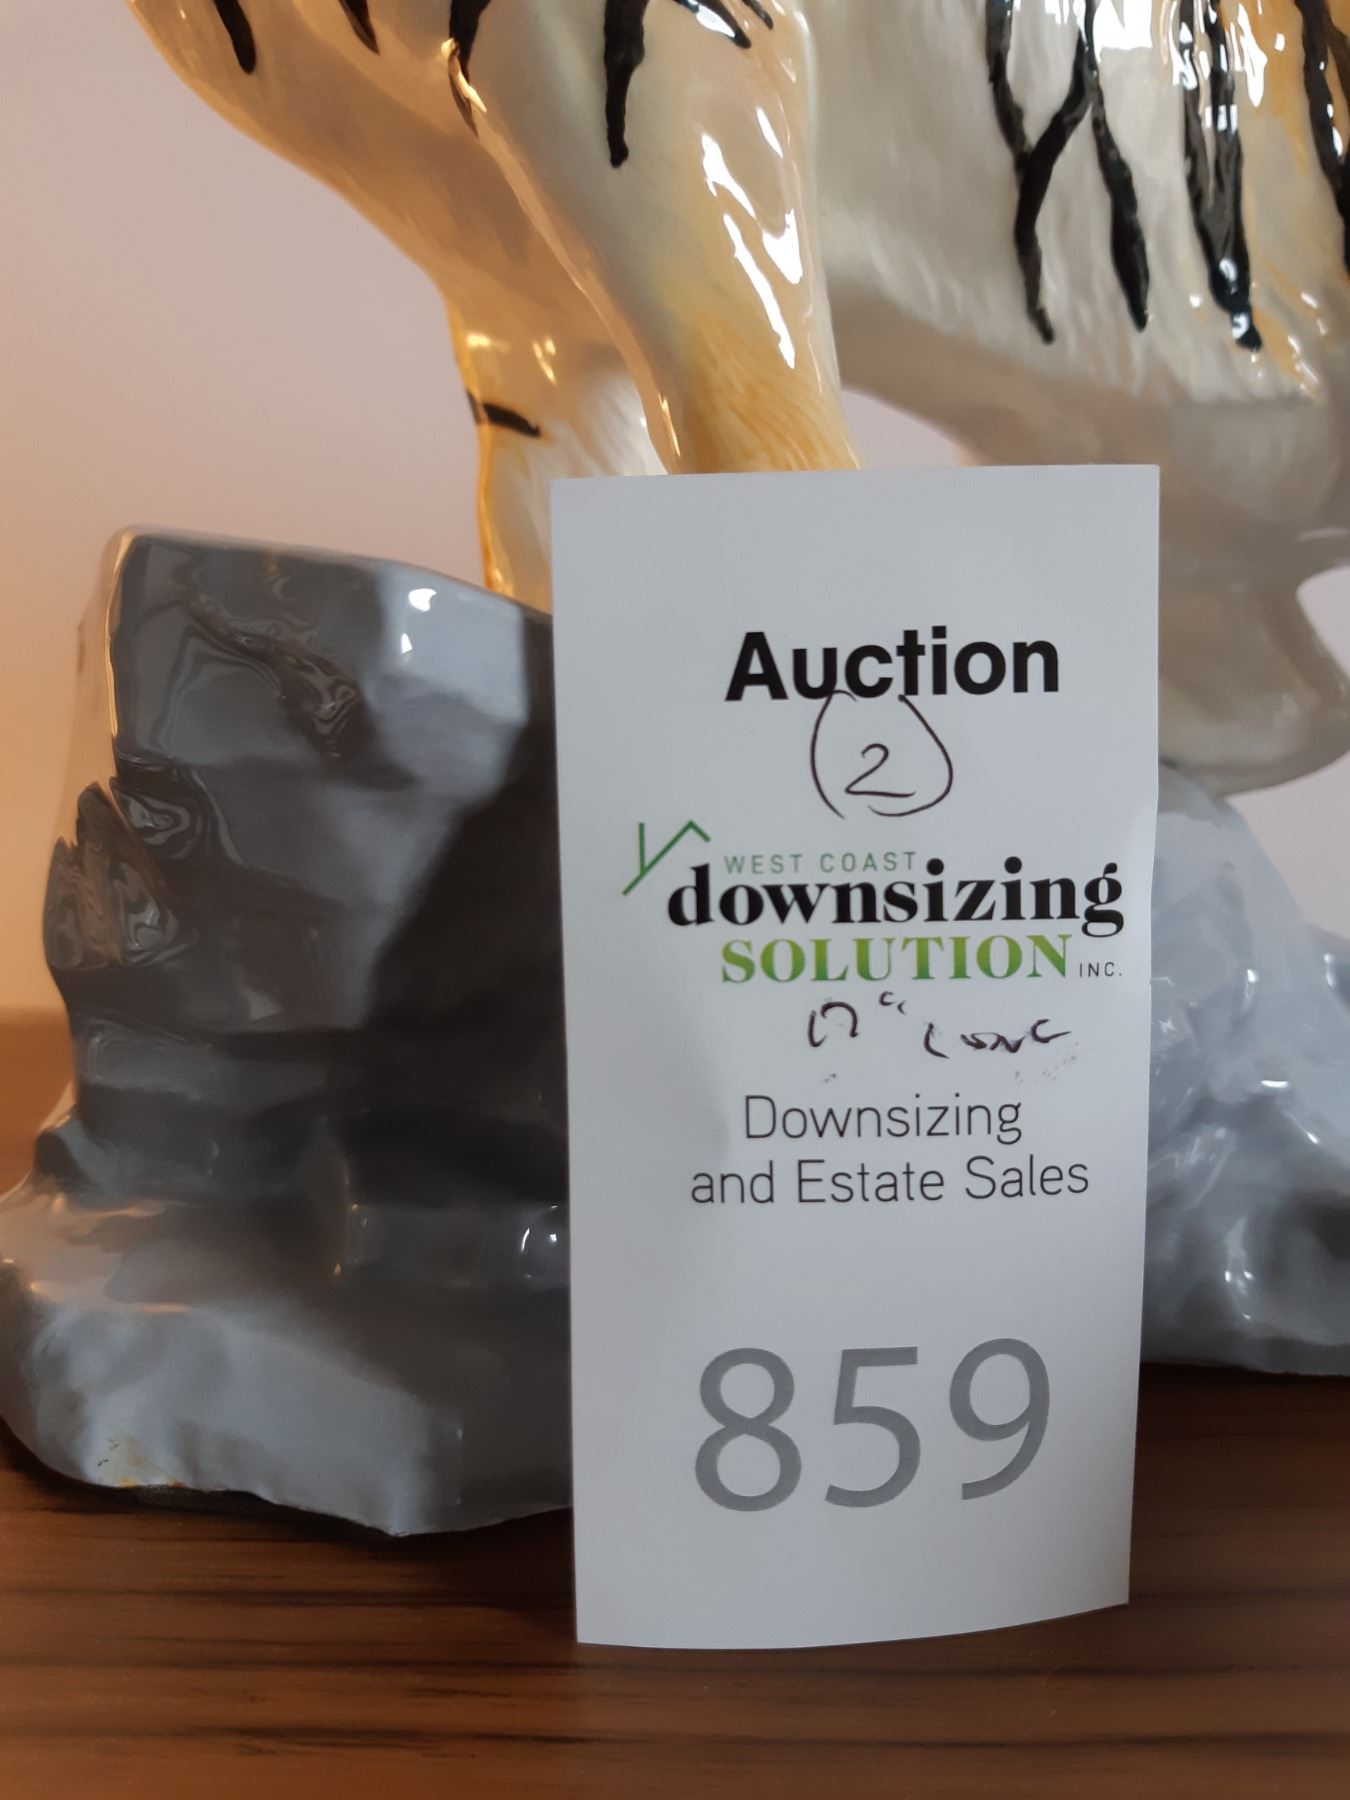 Auction
2
WEST COAST
downsizing
SOLUTION INC.
17" LONG
Downsizing
and Estate Sales
859